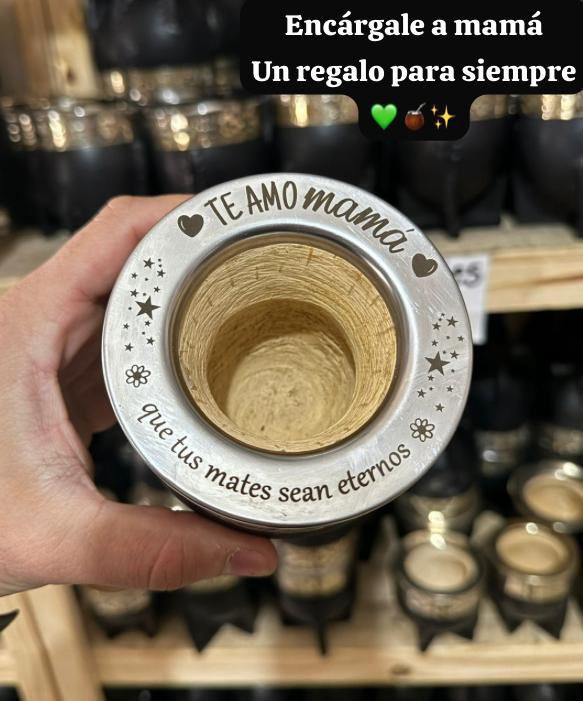 Encárgale a mamá
Un regalo para siempre
💚🧉✨
TE AMO mamá
que tus mates sean eternos